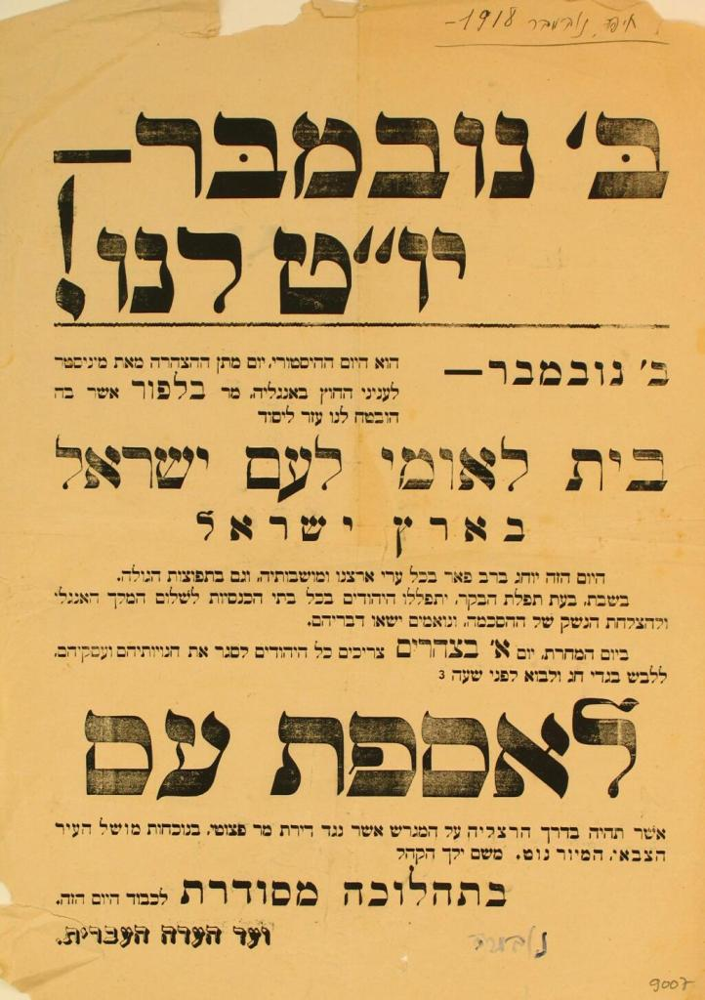 חיפה, נובמבר 1918-
ב' נובמבר—
יו"ט לנו!
ב' נובמבר—
הוא היום ההיסטורי, יום מתן ההצהרה מאת מיניסטר
לעניני החוץ באנגליה, מר בלפור אשר בה
הובטח לנו עזר ליסוד
בית לאומי לעם ישראל
בארץ ישראל
היום הזה יוחג ברב פאר בכל ערי ארצנו ומושבותיה, וגם בתפוצות הגולה.
בשבת, בעת תפלת הבקר, יתפללו היהודים בכל בתי הכנסיות לשלום המלך האנגלי
ולהצלחת הנשק של ההסכמה, ונואמים ישאו דבריהם.
ביום המחרת, יום א' בצהרים צריכים כל היהודים לסגר את חנויותיהם ועסקיהם,
ללבש בגדי חג ולבוא לפני שעה 3
לאספת עם
אשר תהיה בדרך הרצליה על המגרש אשר נגד דירת מר פצוטי, בנוכחות מושל העיר
הצבאי, המיור נוט. משם ילך הקהל
בתהלוכה מסודרת לכבוד היום הזה.
ועד העדה העברית.
נובמבר
9007